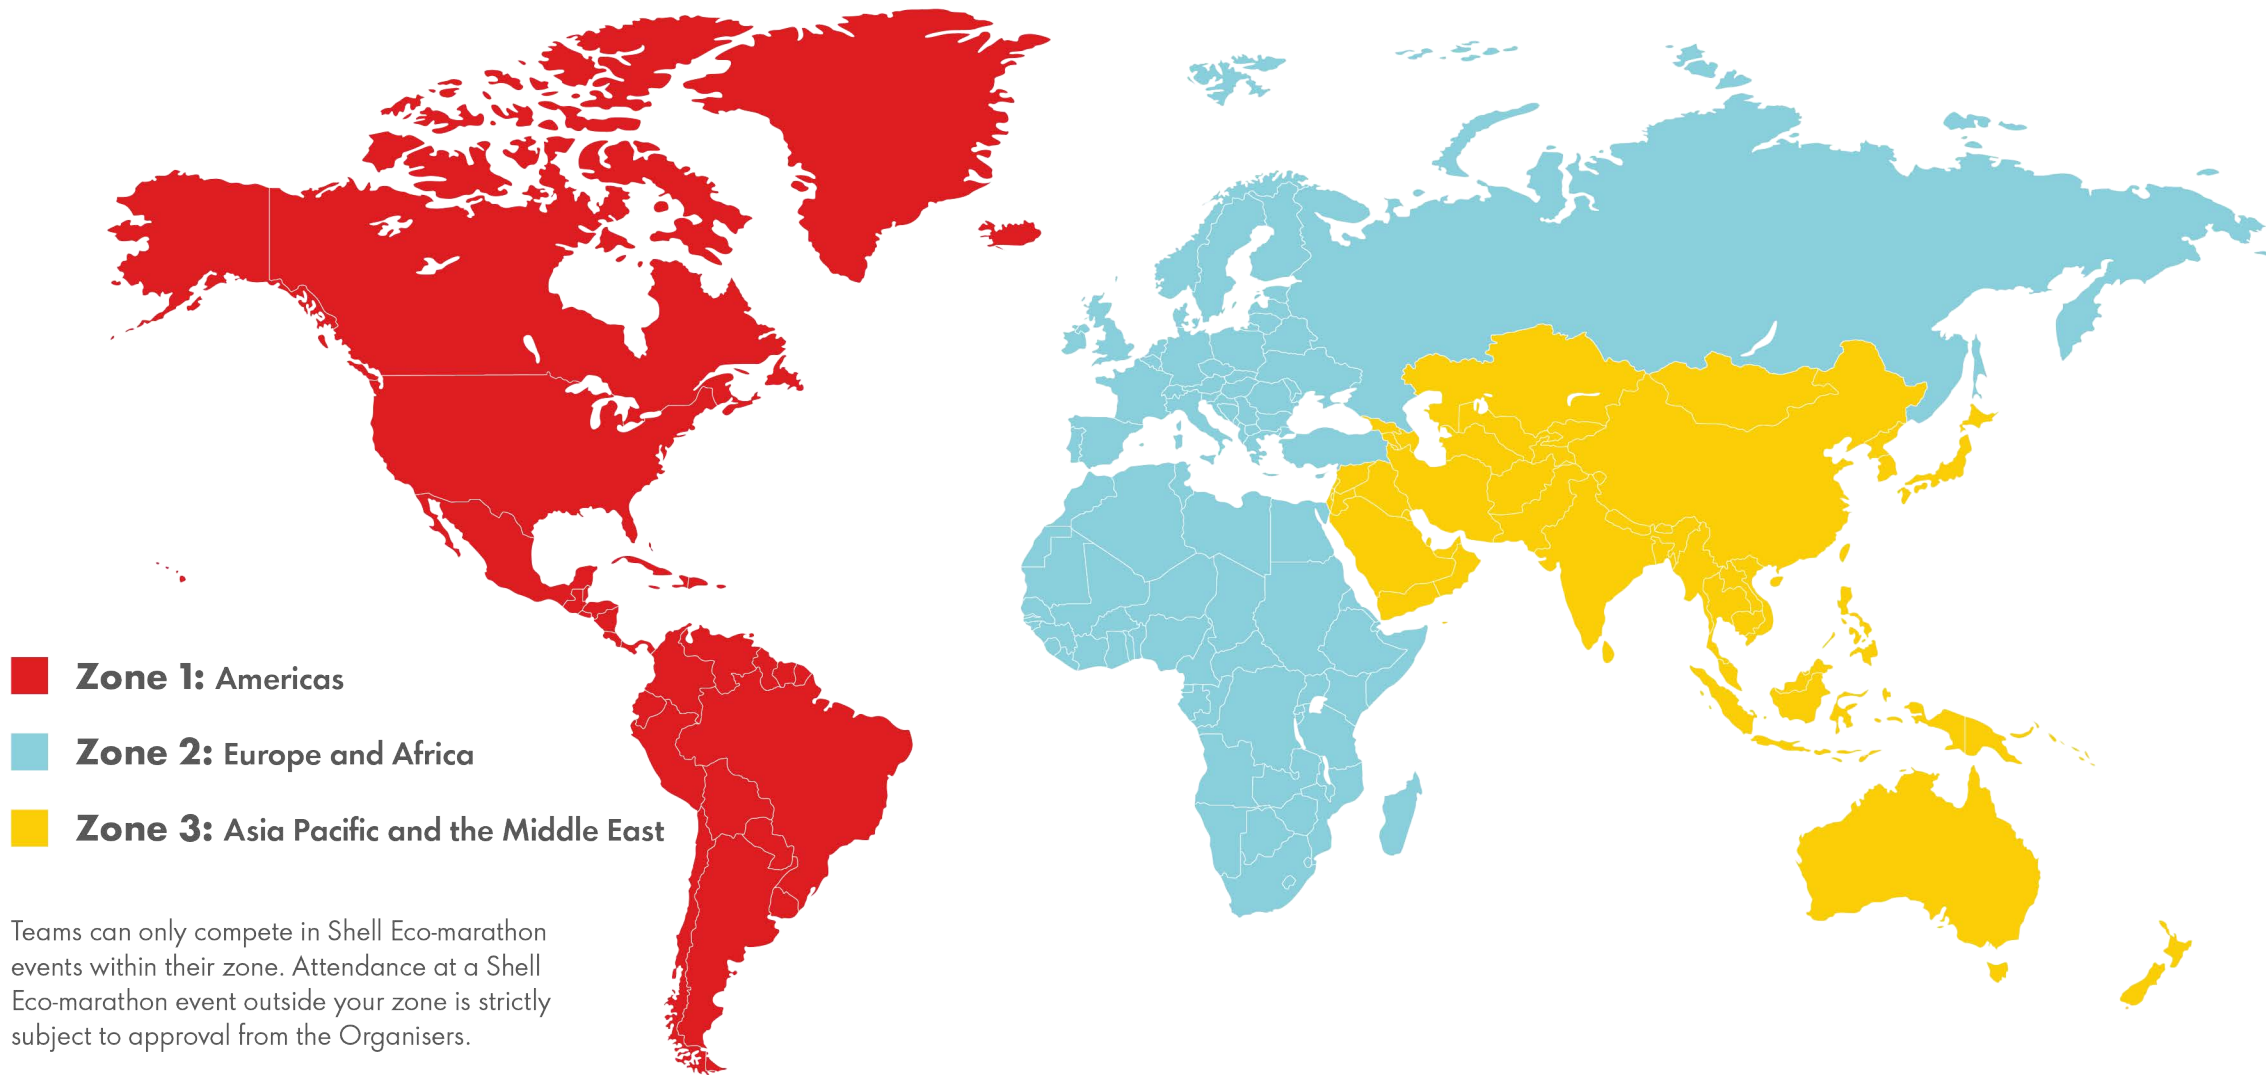 Zone 1: Americas
Zone 2: Europe and Africa
Zone 3: Asia Pacific and the Middle East
Teams can only compete in Shell Eco-marathon
events within their zone. Attendance at a Shell
Eco-marathon event outside your zone is strictly
subject to approval from the Organisers.